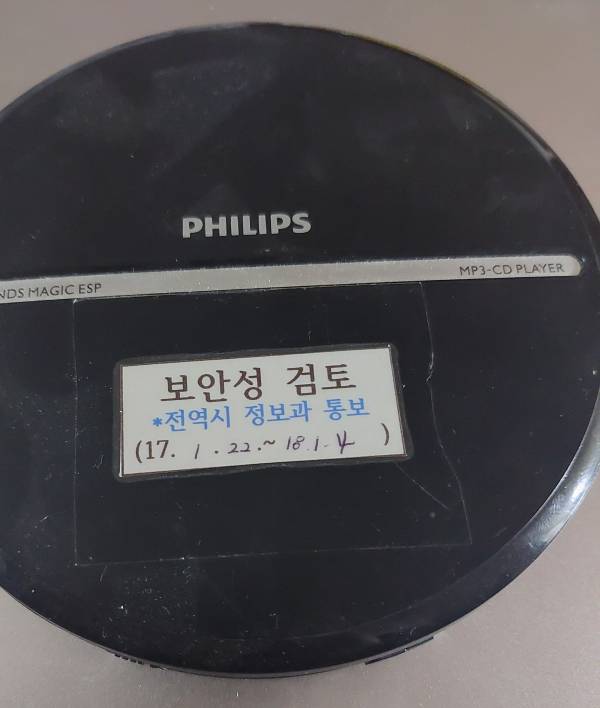 PHILIPS
NDS MAGIC ESP
MP3-CD PLAYER
보안성 검토
*전역시 정보과 통보
(17. 1. 22.~ 18.1.4 )